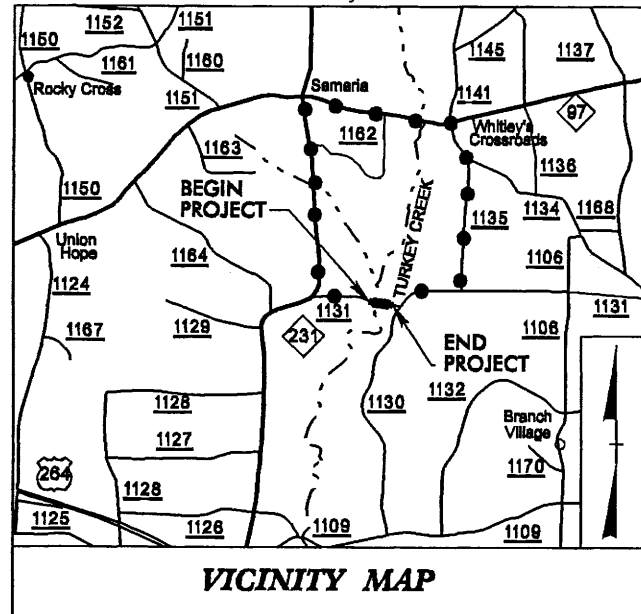 1152
1151
1150
1161
1160
Rocky Cross
1151
Samaria
1145
1137
1141
97
1162
Whitley's
Crossroads
1163
1136
1150
BEGIN
PROJECT
TURKEY CREEK
1135
1134
1168
Union
Hope
1164
1106
1124
1131
1131
1167
1129
231
END
PROJECT
1106
1132
1128
1130
Branch
Village
1127
1170
264
1128
1125
1126
1109
1109
VICINITY MAP